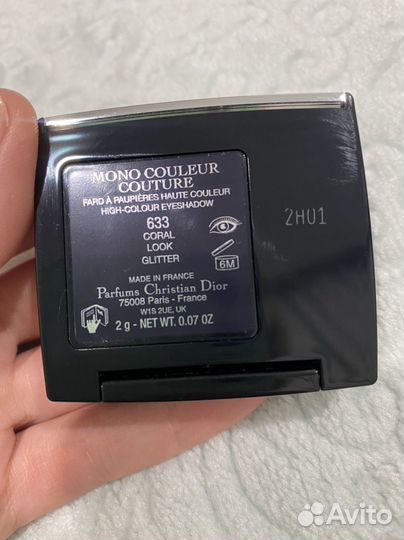 MONO COULEUR
COUTURE
FARD À PAUPIÈRES HAUTE COULEUR
HIGH-COLOUR EYESHADOW
633
CORAL
LOOK
GLITTER
6M
MADE IN FRANCE
Parfums Christian Dior
75008 Paris - France
W1S 2UE, UK
2 g - NET WT. 0.07 OZ
2H01
Avito